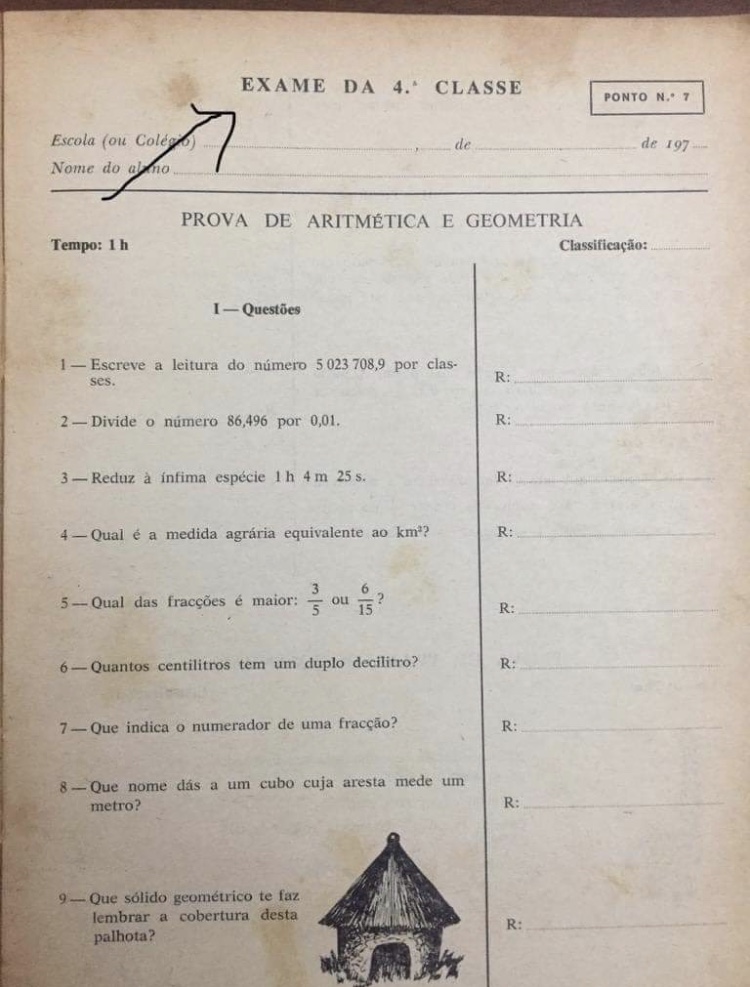 EXAME DA 4.ª CLASSE
PONTO N.º 7
Escola (ou Colégio) , de de 197
Nome do aluno
PROVA DE ARITMÉTICA E GEOMETRIA
Tempo: 1 h
Classificação:
I — Questões
1 — Escreve a leitura do número 5 023 708,9 por clas-
ses.
R:
2 — Divide o número 86,496 por 0,01.
R:
3 — Reduz à ínfima espécie 1 h 4 m 25 s.
R:
4 — Qual é a medida agrária equivalente ao km²?
R:
5 — Qual das fracções é maior: 3/5 ou 6/15?
R:
6 — Quantos centilitros tem um duplo decilitro?
R:
7 — Que indica o numerador de uma fracção?
R:
8 — Que nome dás a um cubo cuja aresta mede um
metro?
R:
9 — Que sólido geométrico te faz
lembrar a cobertura desta
palhota?
R: